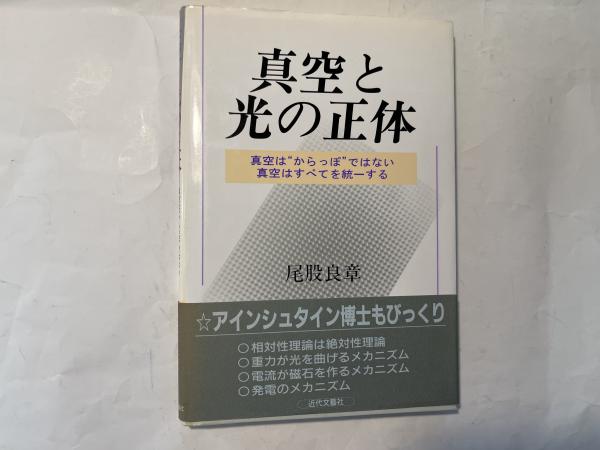 真空と
光の正体
真空は“からっぽ”ではない
真空はすべてを統一する
尾股良章
☆アインシュタイン博士もびっくり
○相対性理論は絶対性理論
○重力が光を曲げるメカニズム
○電流が磁石を作るメカニズム
○発電のメカニズム
近代文藝社